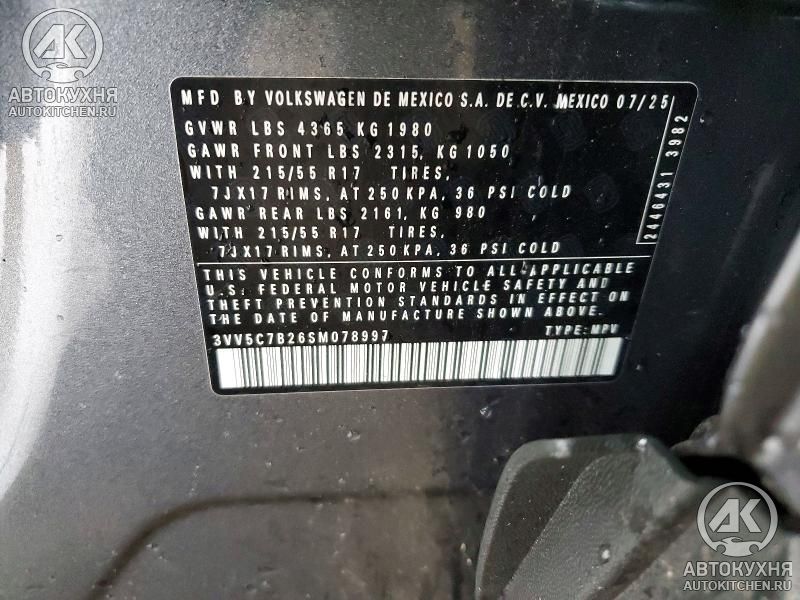 AK
АВТОКУХНЯ
AUTOKITCHEN.RU
MFD BY VOLKSWAGEN DE MEXICO S.A. DE C.V. MEXICO 07/25
GVWR LBS 4365 KG 1980
GAWR FRONT LBS 2315, KG 1050
WITH 215/55 R17 TIRES,
7JX17 RIMS, AT 250 KPA, 36 PSI COLD
GAWR REAR LBS 2161, KG 980
WITH 215/55 R17 TIRES,
7JX17 RIMS, AT 250 KPA, 36 PSI COLD
THIS VEHICLE CONFORMS TO ALL APPLICABLE
U.S. FEDERAL MOTOR VEHICLE SAFETY AND
THEFT PREVENTION STANDARDS IN EFFECT ON
THE DATE OF MANUFACTURE SHOWN ABOVE.
3VV5C7B26SM078997 TYPE: MPV
2446431 3982
AK
АВТОКУХНЯ
AUTOKITCHEN.RU